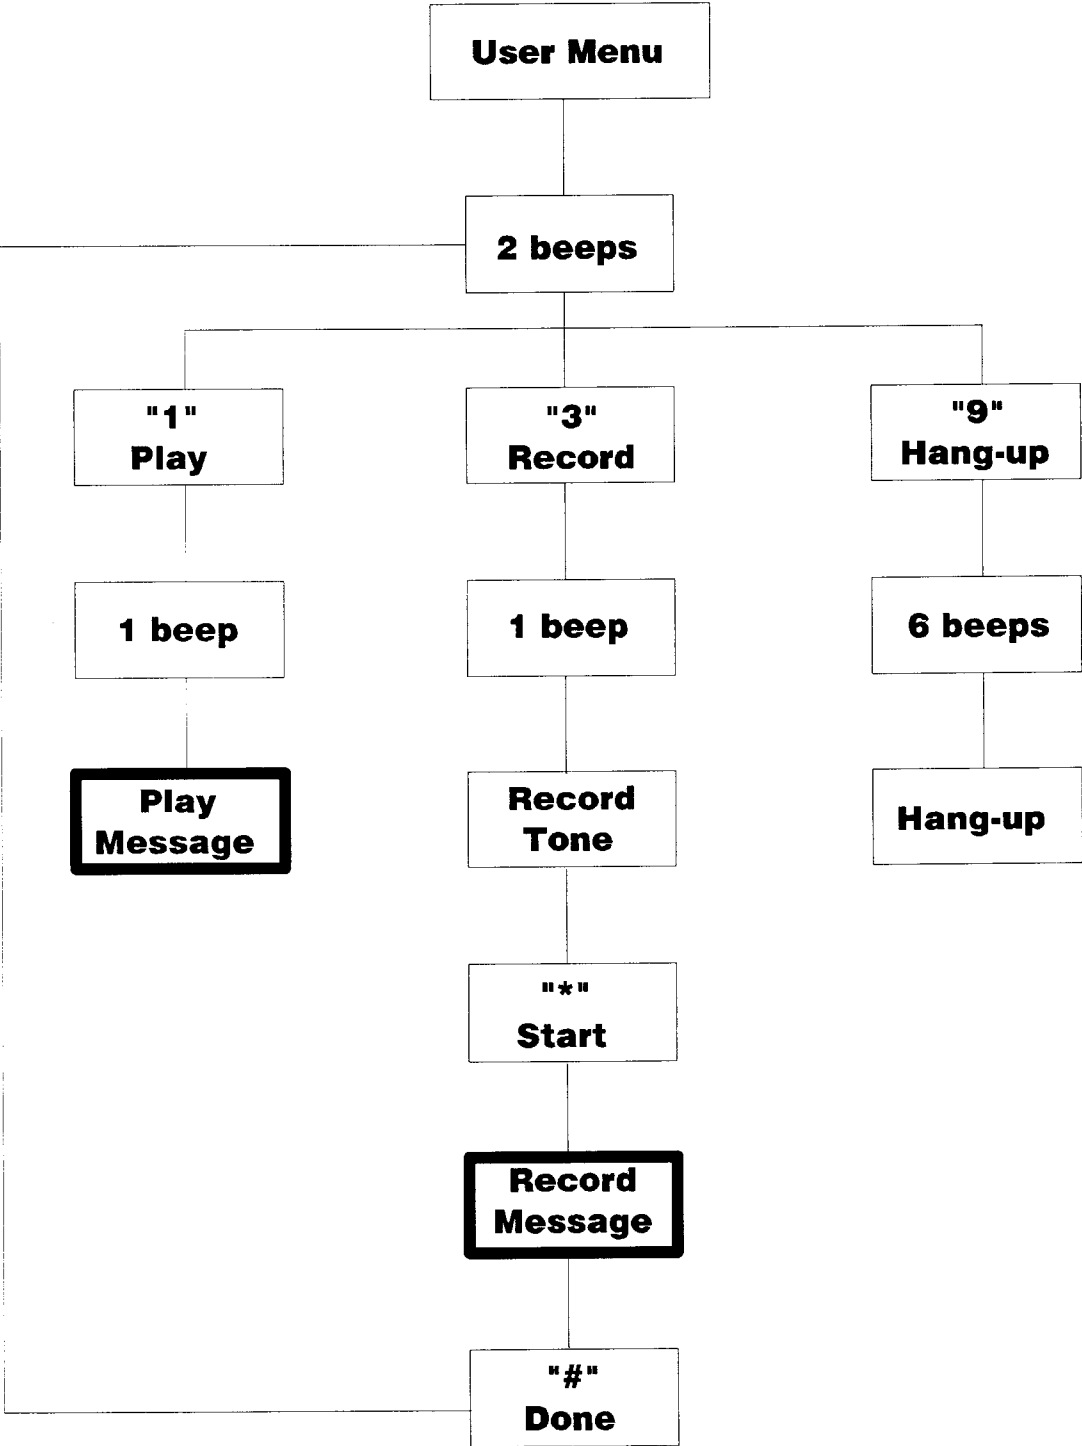 User Menu
2 beeps
"1"
Play
"3"
Record
"9"
Hang-up
1 beep
1 beep
6 beeps
Play
Message
Record
Tone
Hang-up
"*"
Start
Record
Message
"#"
Done